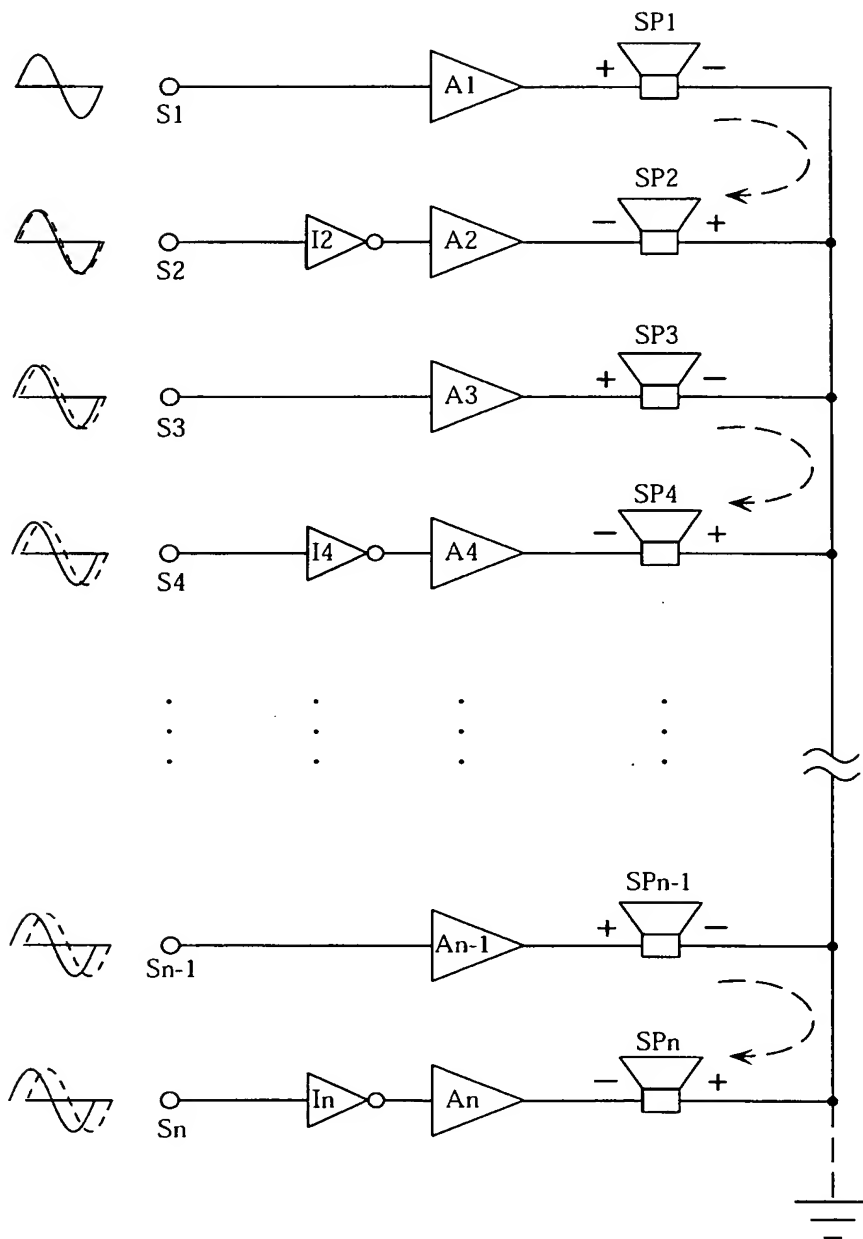 SP1
+ −
A1
S1
SP2
− +
I2 A2
S2
SP3
+ −
A3
S3
SP4
− +
I4 A4
S4
SPn-1
+ −
An-1
Sn-1
SPn
− +
In An
Sn